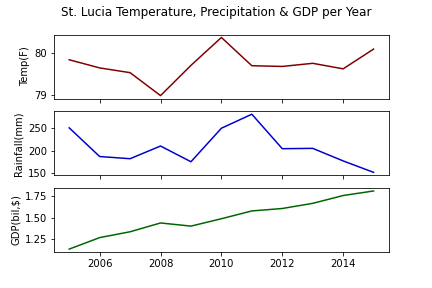 St. Lucia Temperature, Precipitation & GDP per Year
Temp(F)
80
79
Rainfall(mm)
250
200
150
GDP(bil,$)
1.75
1.50
1.25
2006 2008 2010 2012 2014